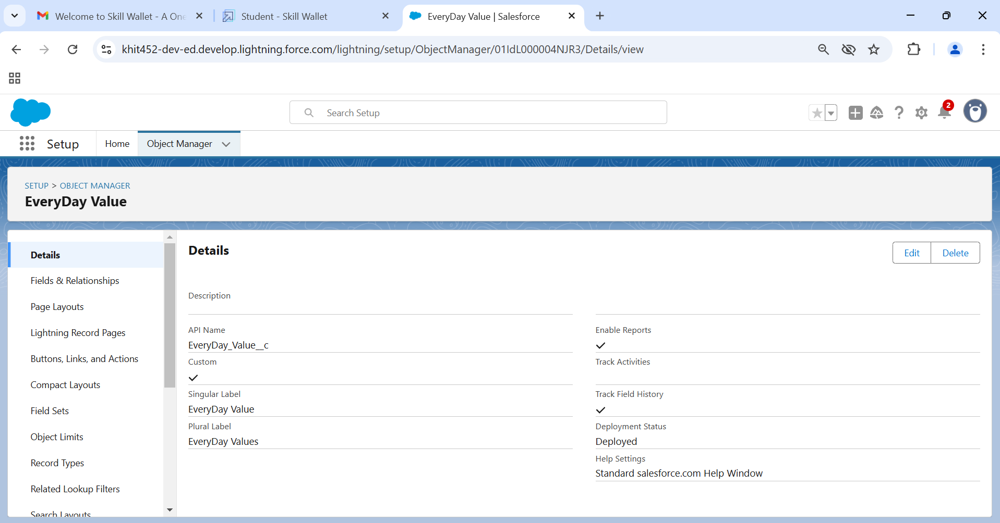 Welcome to Skill Wallet - A One
Student - Skill Wallet
EveryDay Value | Salesforce
khit452-dev-ed.develop.lightning.force.com/lightning/setup/ObjectManager/01IdL000004NJR3/Details/view
Search Setup
2
Setup
Home
Object Manager
SETUP > OBJECT MANAGER
EveryDay Value
Details
Fields & Relationships
Page Layouts
Lightning Record Pages
Buttons, Links, and Actions
Compact Layouts
Field Sets
Object Limits
Record Types
Related Lookup Filters
Search Layouts
Details
Edit
Delete
Description
API Name
EveryDay_Value__c
Custom
Singular Label
EveryDay Value
Plural Label
EveryDay Values
Enable Reports
Track Activities
Track Field History
Deployment Status
Deployed
Help Settings
Standard salesforce.com Help Window